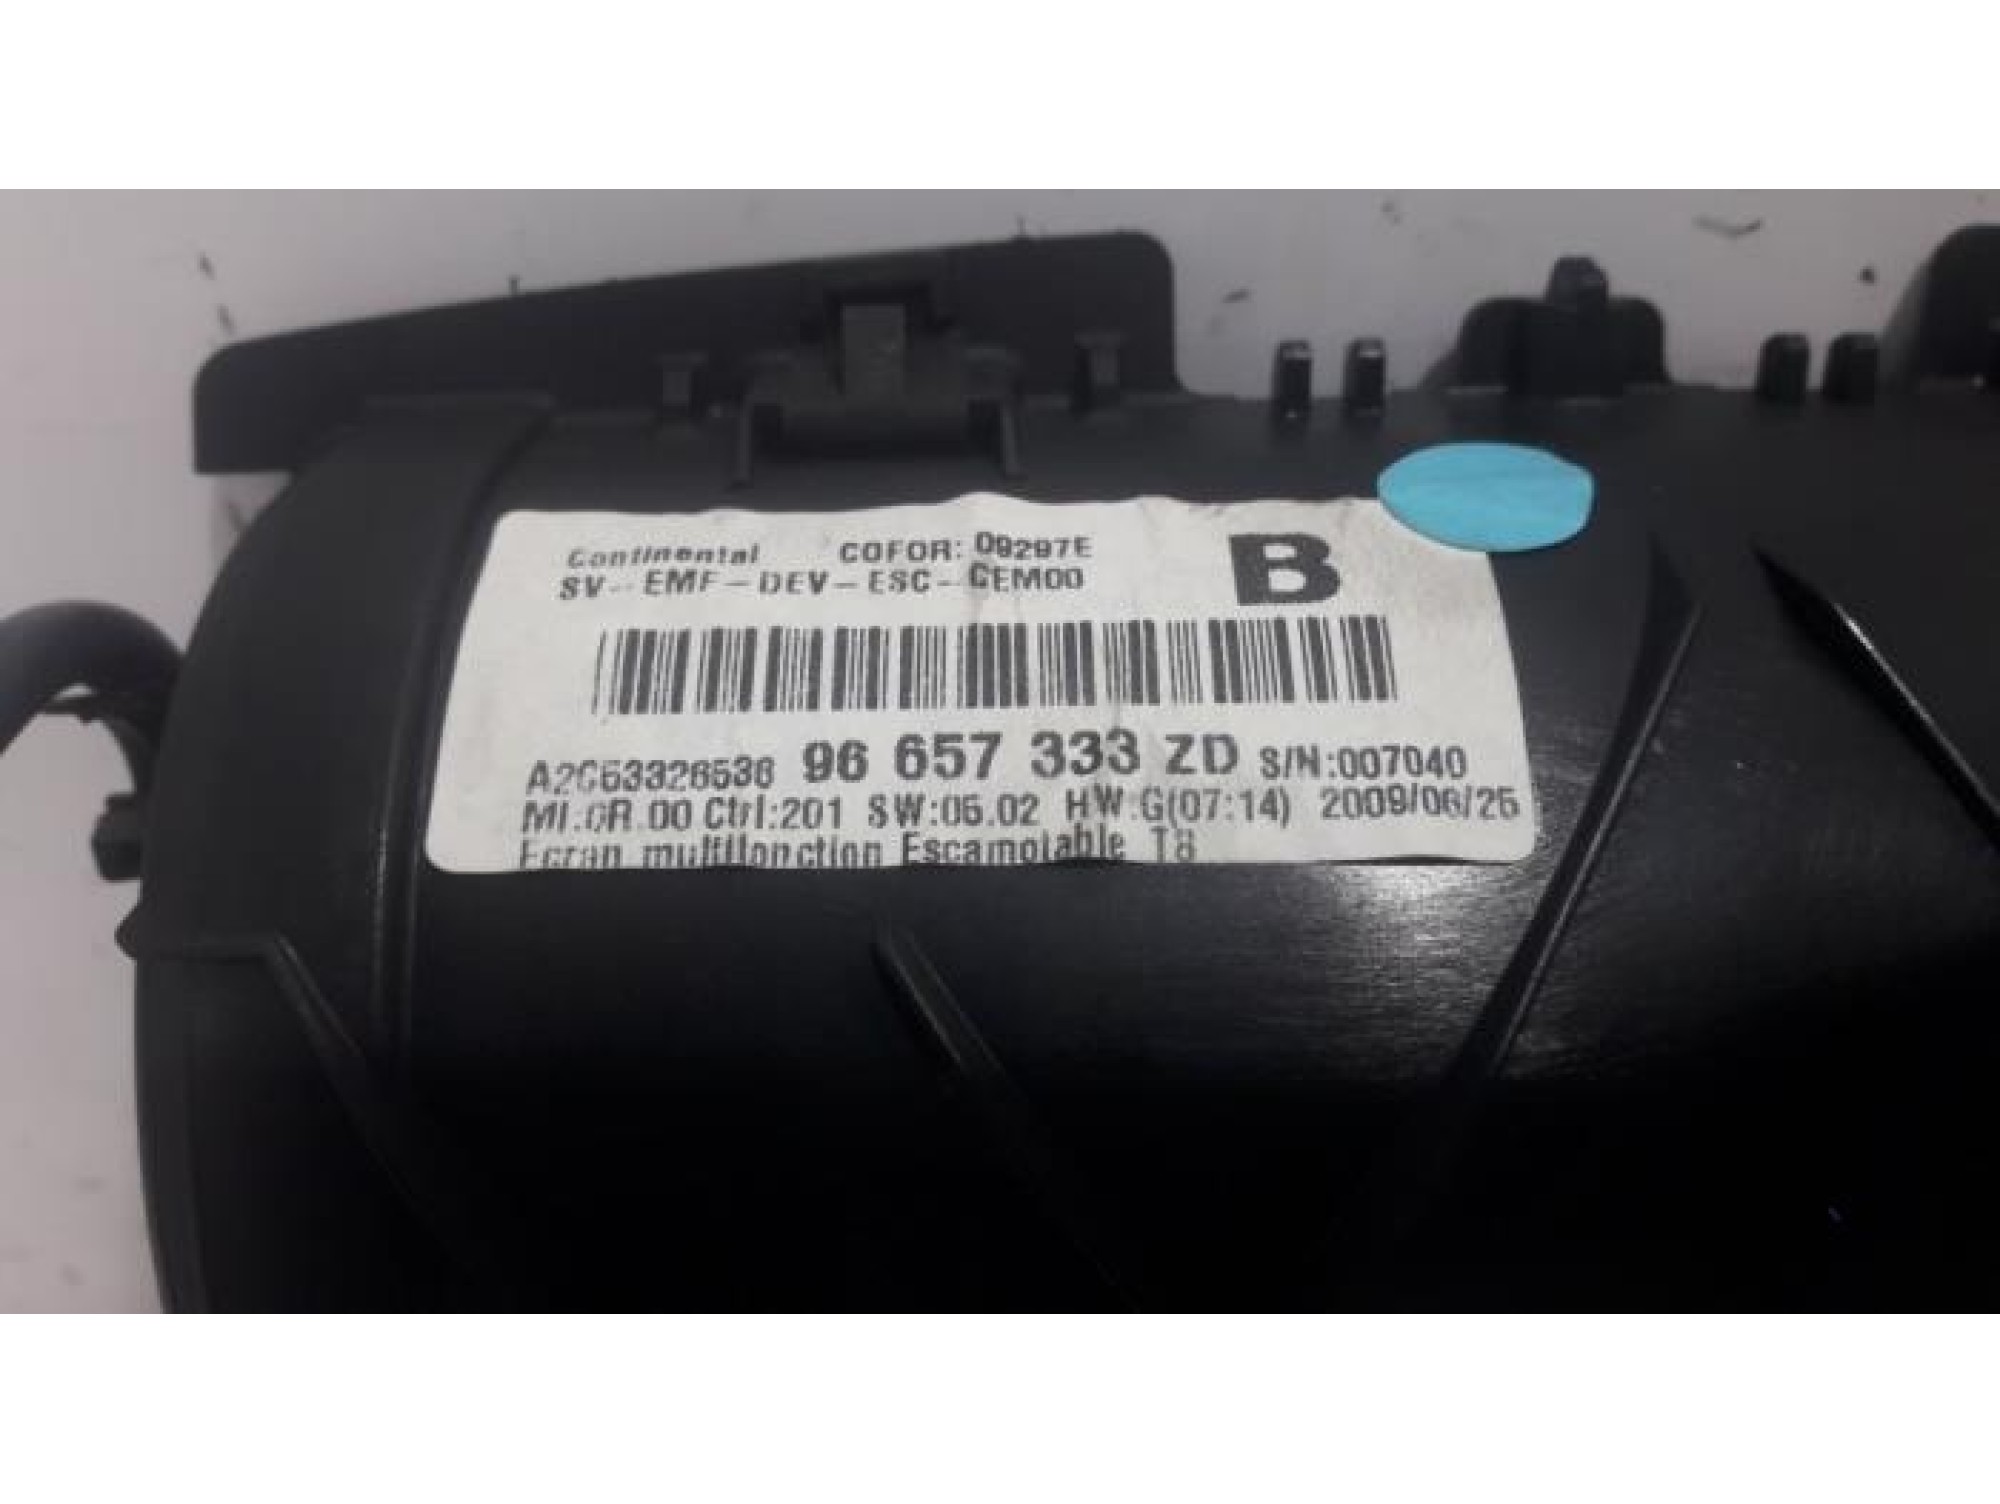 Continental COFOR: 09297E
SV-EMF-DEV-ESC-CEM00
B
A2C53326536 96 657 333 ZD S/N:007040
MI:0R.00 Ctrl:201 SW:05.02 HW:G(07:14) 2009/06/25
Ecran multifonction Escamotable T8